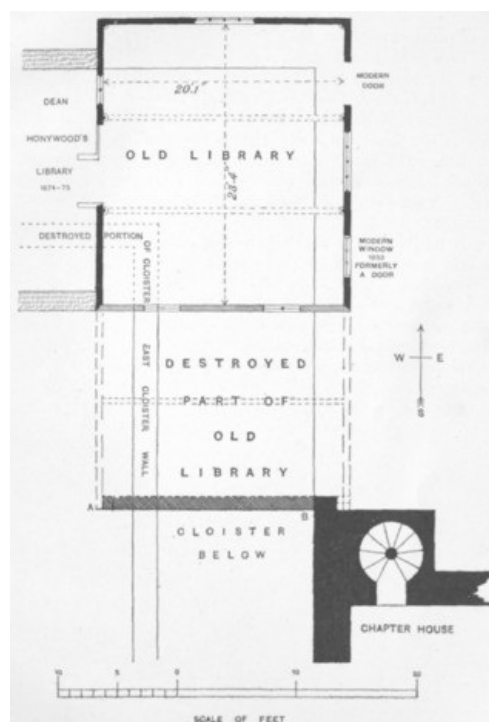 MODERN
DOOR
20.1"
DEAN
HONYWOOD'S
LIBRARY
1674-75
OLD LIBRARY
23.4"
DESTROYED PORTION
OF CLOISTER
EAST CLOISTER WALL
MODERN
WINDOW
FORMERLY
A DOOR
W E
S
DESTROYED
PART OF
OLD
LIBRARY
A
B
CLOISTER
BELOW
CHAPTER HOUSE
10 5 0 10 20
SCALE OF FEET